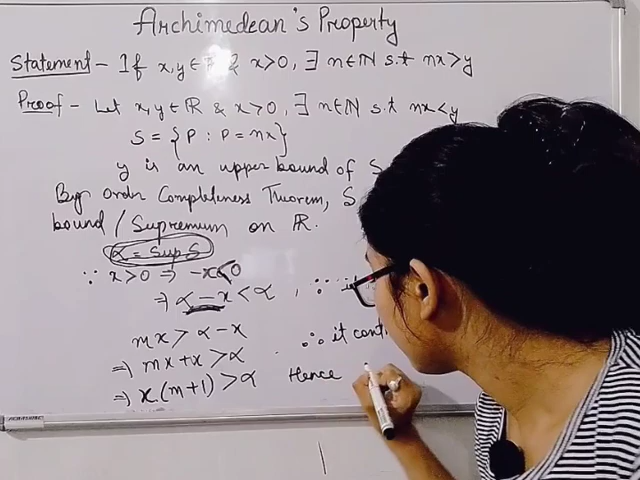 Archimedean's Property
Statement - If x, y ∈ & x>0, ∃ n∈ℕ s.t nx>y
Proof - Let x, y ∈ ℝ & x>0, ∃ n∈ℕ s.t nx<y
S = {P : P = nx}
y is an upper bound of S
By Order Completeness Theorem, S
bound / Supremum on ℝ.
α = Sup S
∵ x>0 ⇒ -x<0
⇒ α - x < α , ∵
mx > α - x
∴ it
⇒ mx + x > α
⇒ x.(m+1) > α
Hence